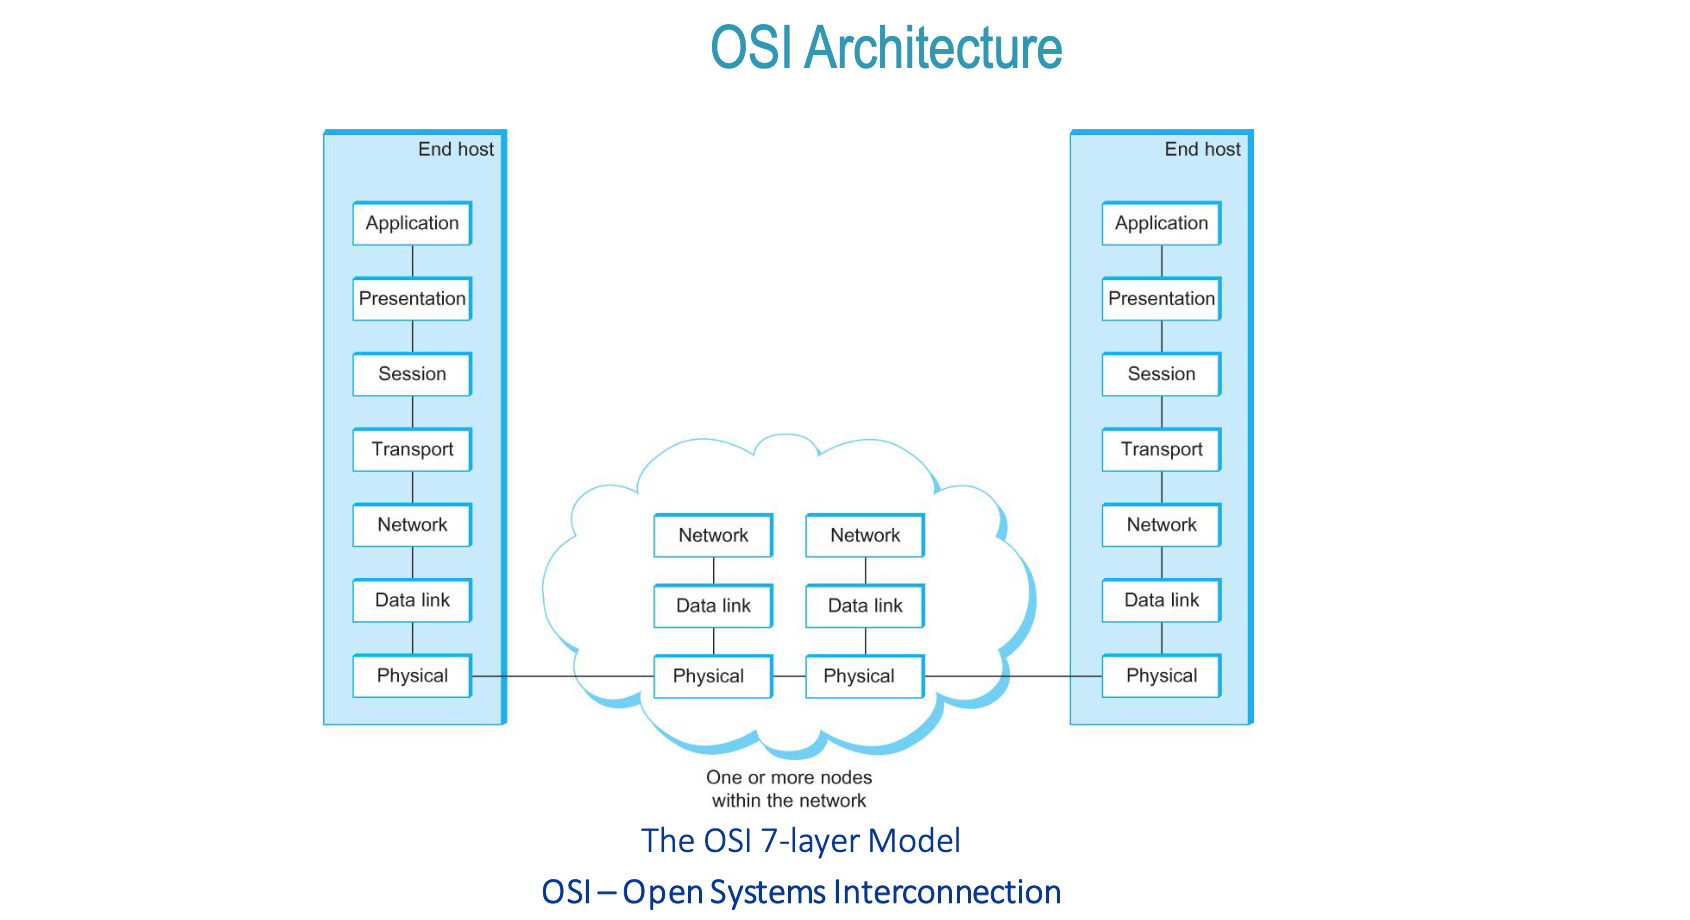 OSI Architecture
End host
Application
Presentation
Session
Transport
Network
Data link
Physical
Network
Data link
Physical
Network
Data link
Physical
One or more nodes
within the network
End host
Application
Presentation
Session
Transport
Network
Data link
Physical
The OSI 7-layer Model
OSI – Open Systems Interconnection